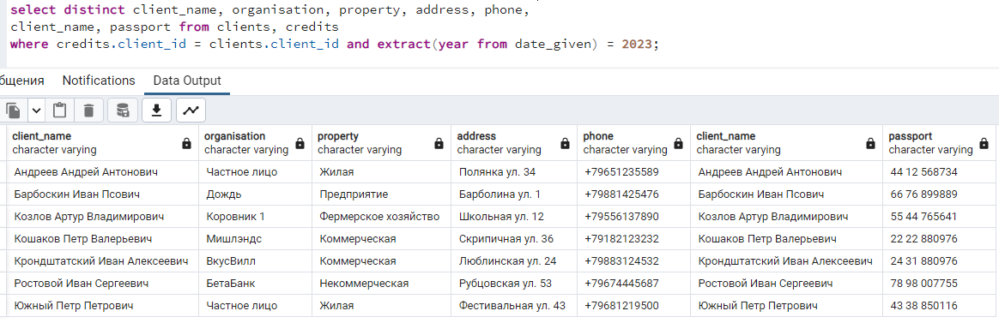 select distinct client_name, organisation, property, address, phone,
client_name, passport from clients, credits
where credits.client_id = clients.client_id and extract(year from date_given) = 2023;
бщения Notifications Data Output
client_name organisation property address phone client_name passport
character varying character varying character varying character varying character varying character varying character varying
Андреев Андрей Антонович Частное лицо Жилая Полянка ул. 34 +79651235589 Андреев Андрей Антонович 44 12 568734
Барбоскин Иван Псович Дождь Предприятие Барболина ул. 1 +79881425476 Барбоскин Иван Псович 66 76 899889
Козлов Артур Владимирович Коровник 1 Фермерское хозяйство Школьная ул. 12 +79556137890 Козлов Артур Владимирович 55 44 765641
Кошаков Петр Валерьевич Мишлэндс Коммерческая Скрипичная ул. 36 +79182123232 Кошаков Петр Валерьевич 22 22 880976
Крондштатский Иван Алексеевич ВкусВилл Коммерческая Люблинская ул. 24 +79883124532 Крондштатский Иван Алексеевич 24 31 880976
Ростовой Иван Сергеевич БетаБанк Некоммерческая Рубцовская ул. 53 +79674445687 Ростовой Иван Сергеевич 78 98 007755
Южный Петр Петрович Частное лицо Жилая Фестивальная ул. 43 +79681219500 Южный Петр Петрович 43 38 850116